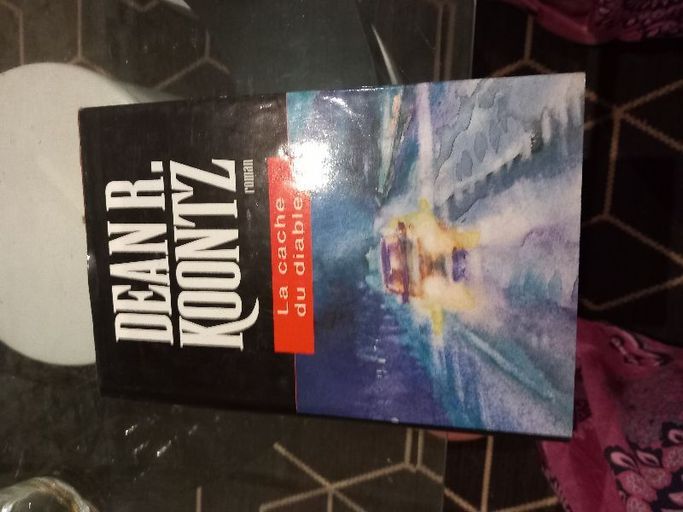 DEAN R.
KOONTZ
roman
La cache
du diable